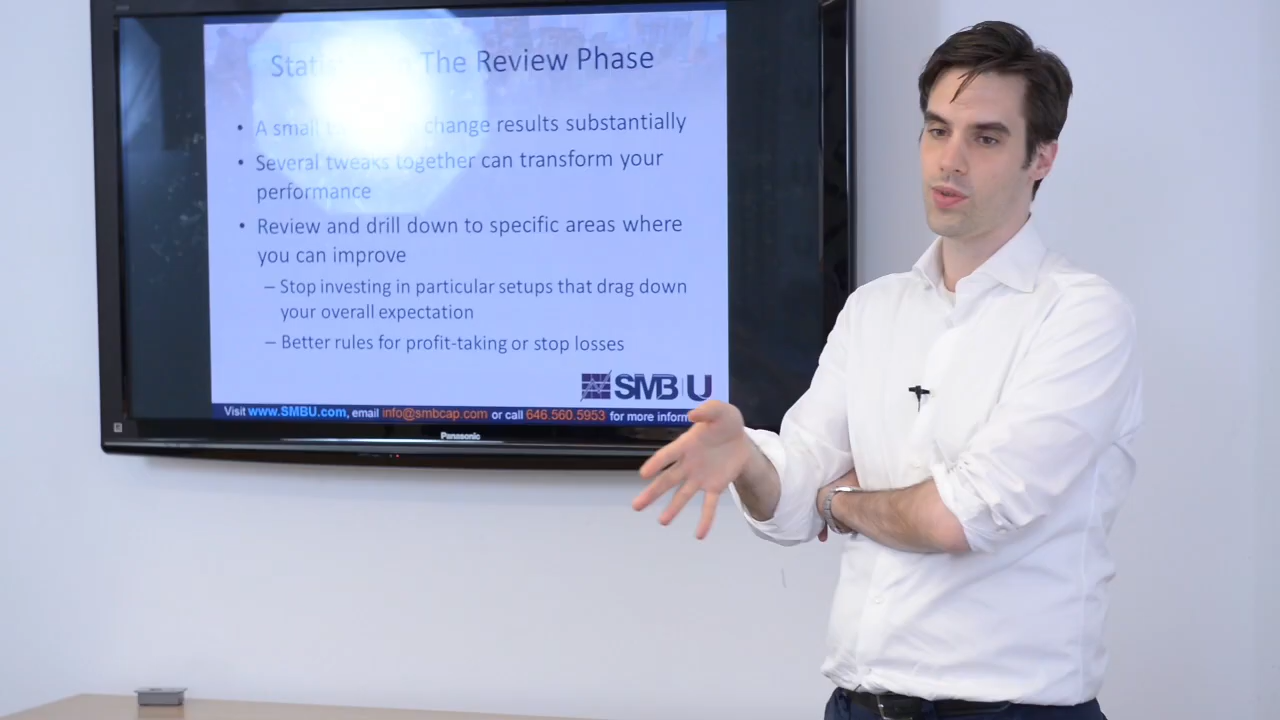 The Review Phase
• A small change results substantially
• Several tweaks together can transform your
performance
• Review and drill down to specific areas where
you can improve
– Stop investing in particular setups that drag down
your overall expectation
– Better rules for profit-taking or stop losses
SMB U
Visit www.SMBU.com, email info@smbcap.com or call 646.560.5953 for more
Panasonic